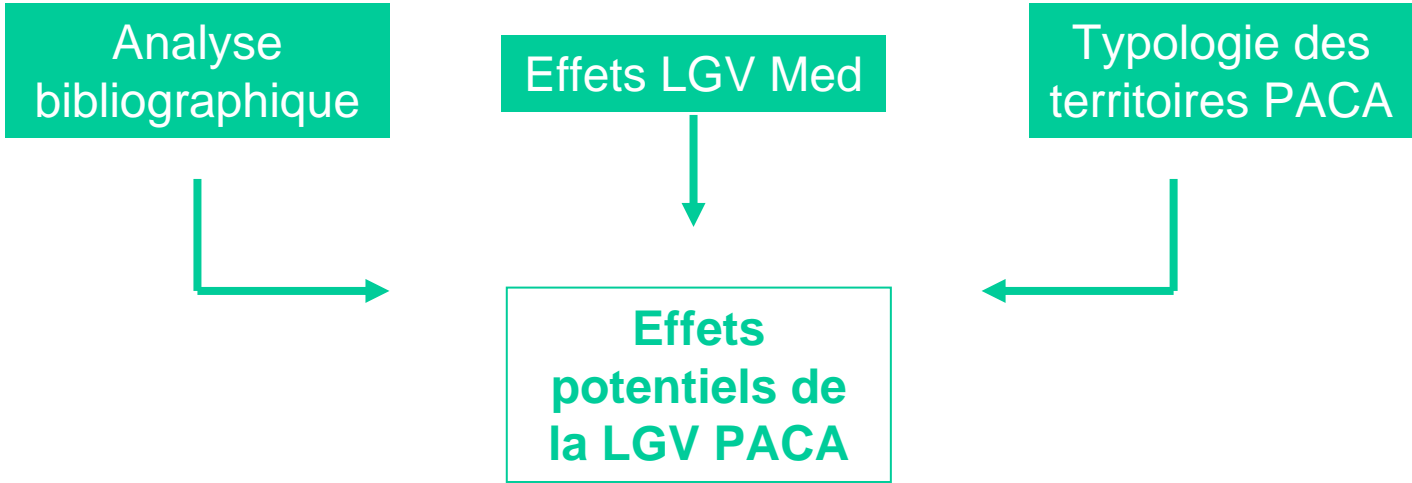 Analyse
bibliographique
Effets LGV Med
Typologie des
territoires PACA
Effets
potentiels de
la LGV PACA